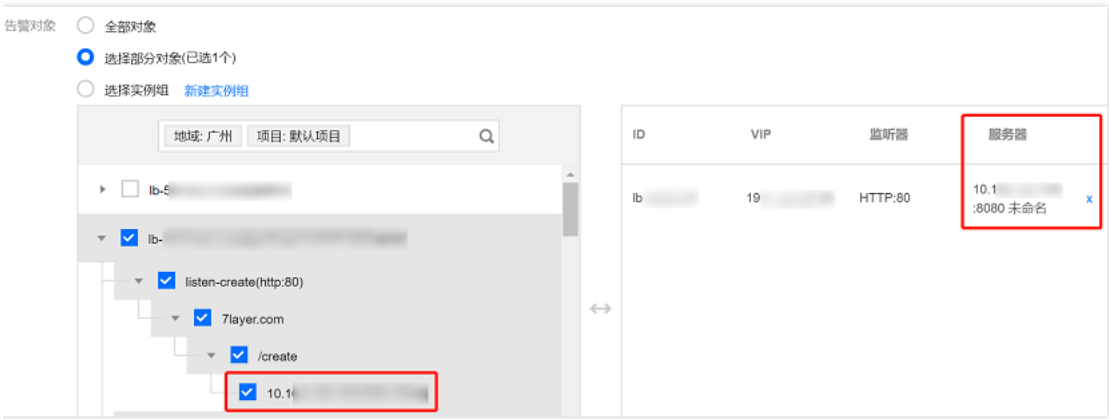 告警对象 全部对象
选择部分对象(已选1个)
选择实例组 新建实例组
地域: 广州 项目: 默认项目
lb-5
lb-
listen-create(http:80)
7layer.com
/create
10.1
ID VIP 监听器 服务器
lb 19 HTTP:80 10.1
:8080 未命名 x